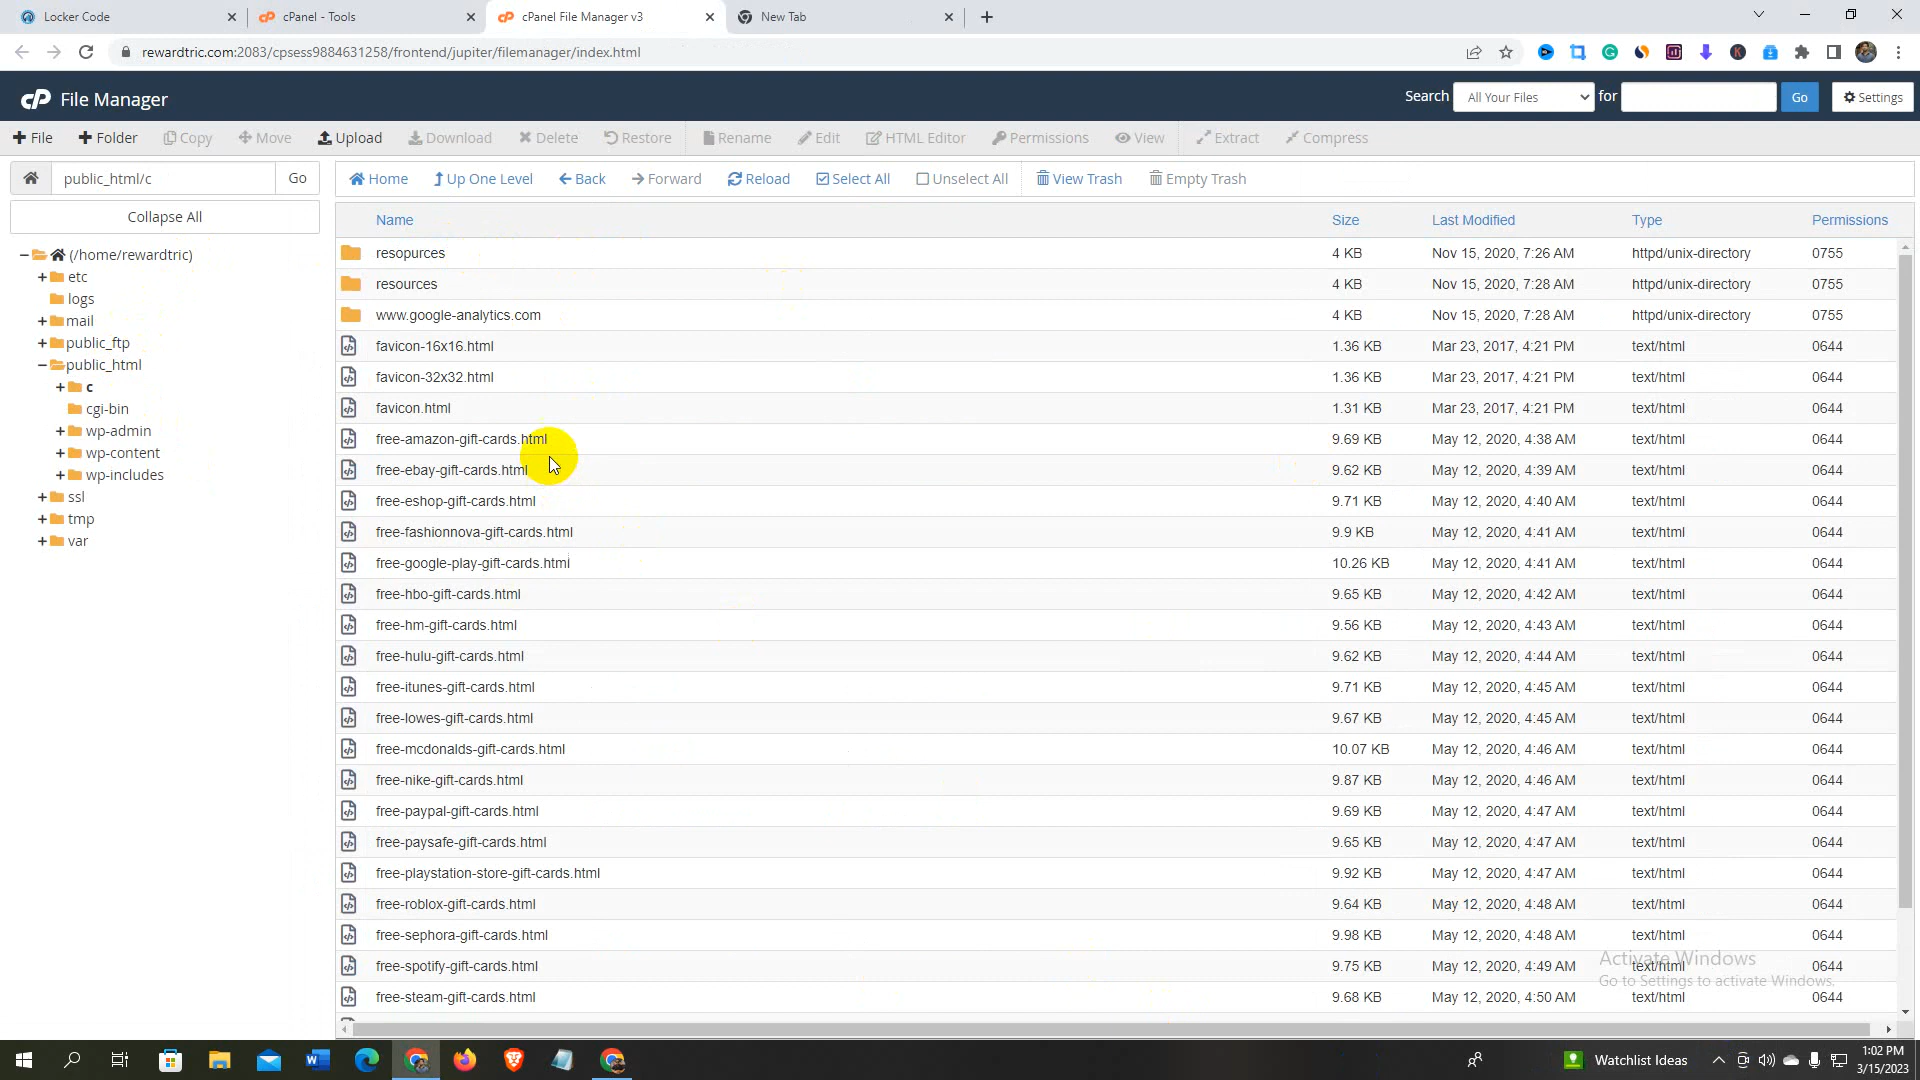 Locker Code
cPanel - Tools
cPanel File Manager v3
New Tab
rewardtric.com:2083/cpsess9884631258/frontend/jupiter/filemanager/index.html
cP File Manager
Search All Your Files for Go Settings
File Folder Copy Move Upload Download Delete Restore Rename Edit HTML Editor Permissions View Extract Compress
public_html/c Go
Home Up One Level Back Forward Reload Select All Unselect All View Trash Empty Trash
Collapse All
(/home/rewardtric)
etc
logs
mail
public_ftp
public_html
c
cgi-bin
wp-admin
wp-content
wp-includes
ssl
tmp
var
Name Size Last Modified Type Permissions
resopurces 4 KB Nov 15, 2020, 7:26 AM httpd/unix-directory 0755
resources 4 KB Nov 15, 2020, 7:28 AM httpd/unix-directory 0755
www.google-analytics.com 4 KB Nov 15, 2020, 7:28 AM httpd/unix-directory 0755
favicon-16x16.html 1.36 KB Mar 23, 2017, 4:21 PM text/html 0644
favicon-32x32.html 1.36 KB Mar 23, 2017, 4:21 PM text/html 0644
favicon.html 1.31 KB Mar 23, 2017, 4:21 PM text/html 0644
free-amazon-gift-cards.html 9.69 KB May 12, 2020, 4:38 AM text/html 0644
free-ebay-gift-cards.html 9.62 KB May 12, 2020, 4:39 AM text/html 0644
free-eshop-gift-cards.html 9.71 KB May 12, 2020, 4:40 AM text/html 0644
free-fashionnova-gift-cards.html 9.9 KB May 12, 2020, 4:41 AM text/html 0644
free-google-play-gift-cards.html 10.26 KB May 12, 2020, 4:41 AM text/html 0644
free-hbo-gift-cards.html 9.65 KB May 12, 2020, 4:42 AM text/html 0644
free-hm-gift-cards.html 9.56 KB May 12, 2020, 4:43 AM text/html 0644
free-hulu-gift-cards.html 9.62 KB May 12, 2020, 4:44 AM text/html 0644
free-itunes-gift-cards.html 9.71 KB May 12, 2020, 4:45 AM text/html 0644
free-lowes-gift-cards.html 9.67 KB May 12, 2020, 4:45 AM text/html 0644
free-mcdonalds-gift-cards.html 10.07 KB May 12, 2020, 4:46 AM text/html 0644
free-nike-gift-cards.html 9.87 KB May 12, 2020, 4:46 AM text/html 0644
free-paypal-gift-cards.html 9.69 KB May 12, 2020, 4:47 AM text/html 0644
free-paysafe-gift-cards.html 9.65 KB May 12, 2020, 4:47 AM text/html 0644
free-playstation-store-gift-cards.html 9.92 KB May 12, 2020, 4:47 AM text/html 0644
free-roblox-gift-cards.html 9.64 KB May 12, 2020, 4:48 AM text/html 0644
free-sephora-gift-cards.html 9.98 KB May 12, 2020, 4:48 AM text/html 0644
free-spotify-gift-cards.html 9.75 KB May 12, 2020, 4:49 AM text/html 0644
free-steam-gift-cards.html 9.68 KB May 12, 2020, 4:50 AM text/html 0644
Activate Windows
Go to Settings to activate Windows.
Watchlist Ideas
1:02 PM
3/15/2023